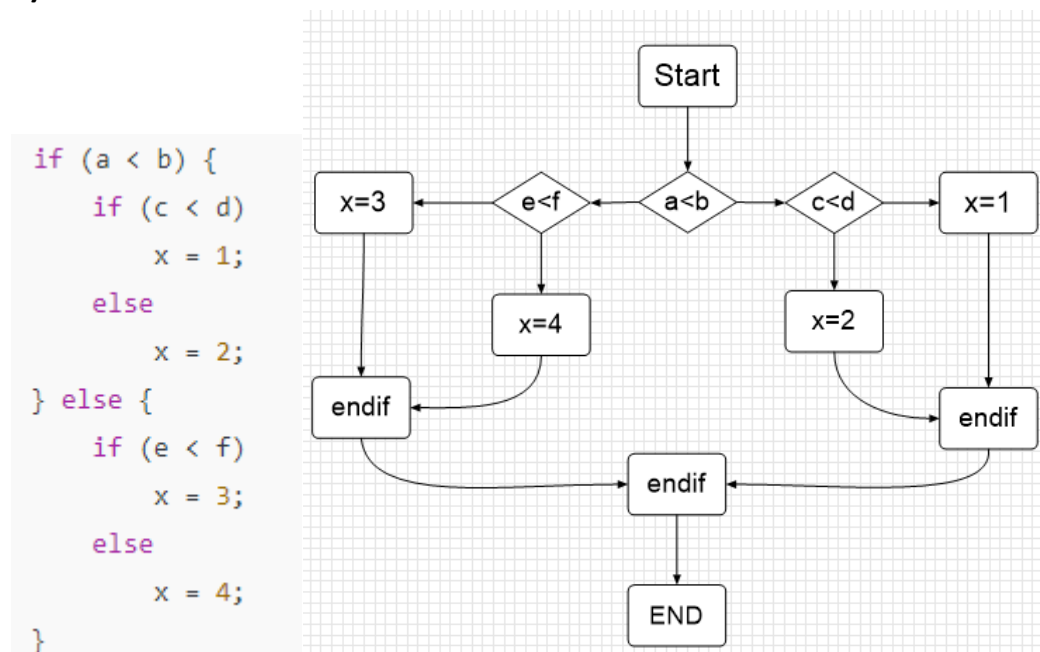 if (a < b) {
if (c < d)
x = 1;
else
x = 2;
} else {
if (e < f)
x = 3;
else
x = 4;
}
Start
x=3
e<f
a<b
c<d
x=1
x=4
x=2
endif
endif
endif
END